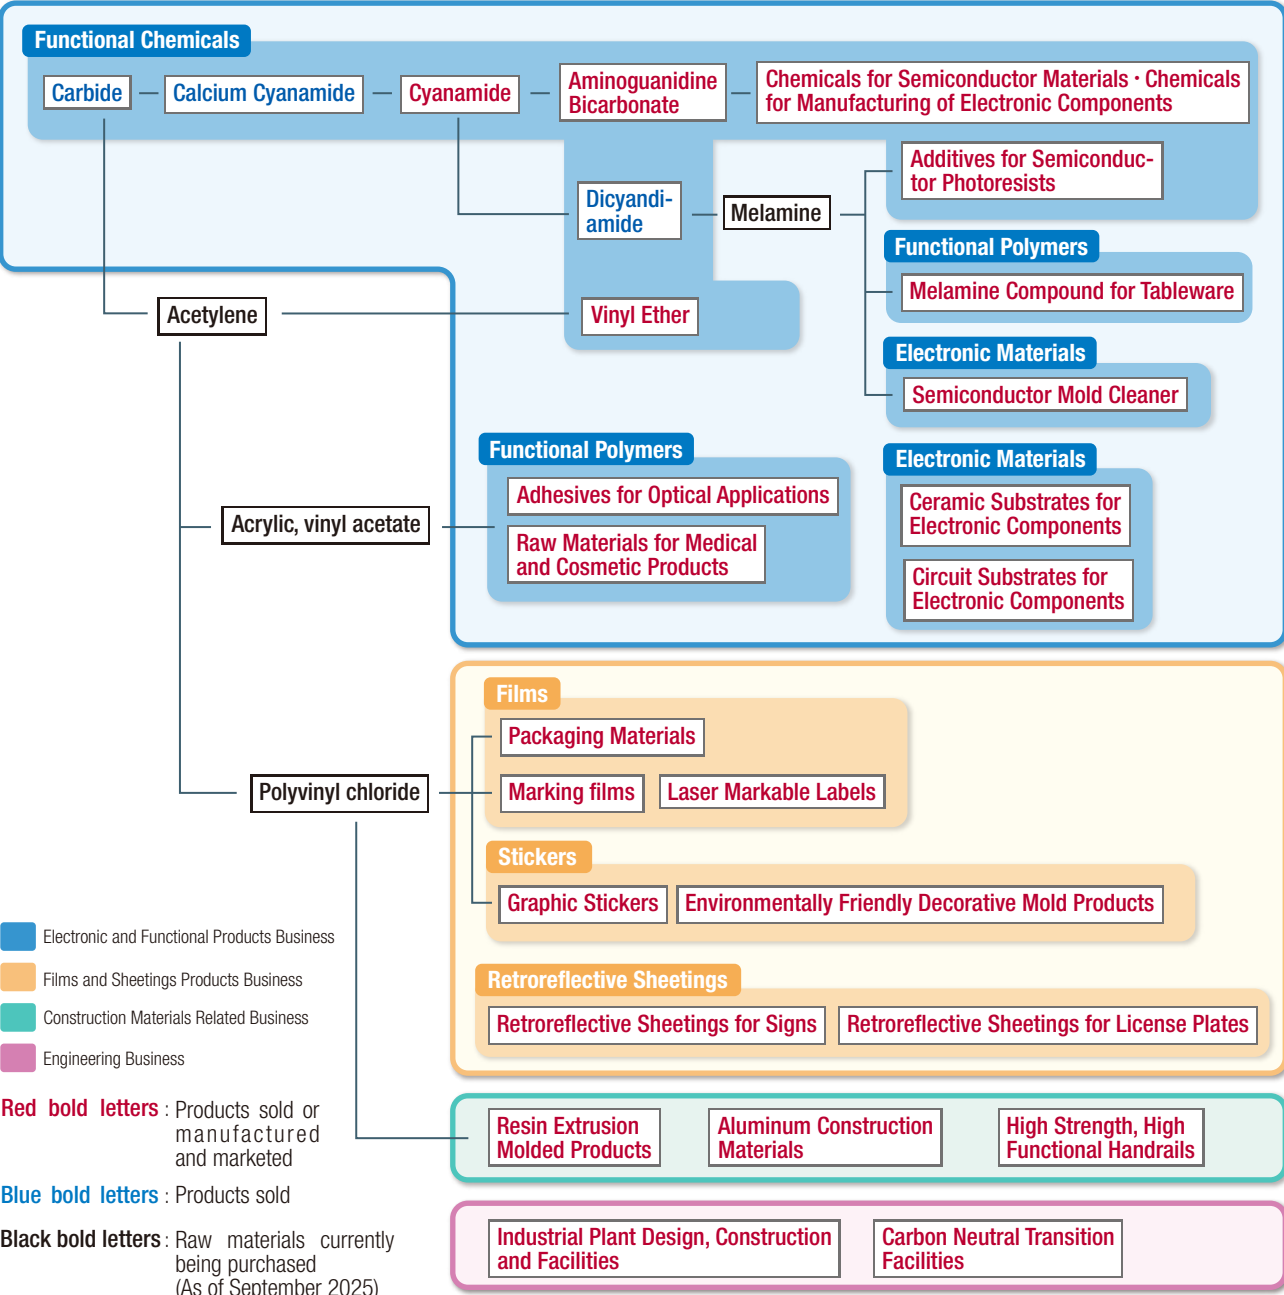 Functional Chemicals
Carbide
Calcium Cyanamide
Cyanamide
Aminoguanidine
Bicarbonate
Chemicals for Semiconductor Materials・Chemicals
for Manufacturing of Electronic Components
Additives for Semiconduc-
tor Photoresists
Dicyandi-
amide
Melamine
Functional Polymers
Melamine Compound for Tableware
Acetylene
Vinyl Ether
Electronic Materials
Semiconductor Mold Cleaner
Functional Polymers
Adhesives for Optical Applications
Raw Materials for Medical
and Cosmetic Products
Acrylic, vinyl acetate
Electronic Materials
Ceramic Substrates for
Electronic Components
Circuit Substrates for
Electronic Components
Films
Packaging Materials
Polyvinyl chloride
Marking films
Laser Markable Labels
Stickers
Graphic Stickers
Environmentally Friendly Decorative Mold Products
Retroreflective Sheetings
Retroreflective Sheetings for Signs
Retroreflective Sheetings for License Plates
Resin Extrusion
Molded Products
Aluminum Construction
Materials
High Strength, High
Functional Handrails
Industrial Plant Design, Construction
and Facilities
Carbon Neutral Transition
Facilities
Electronic and Functional Products Business
Films and Sheetings Products Business
Construction Materials Related Business
Engineering Business
Red bold letters : Products sold or
manufactured
and marketed
Blue bold letters : Products sold
Black bold letters : Raw materials currently
being purchased
(As of September 2025)